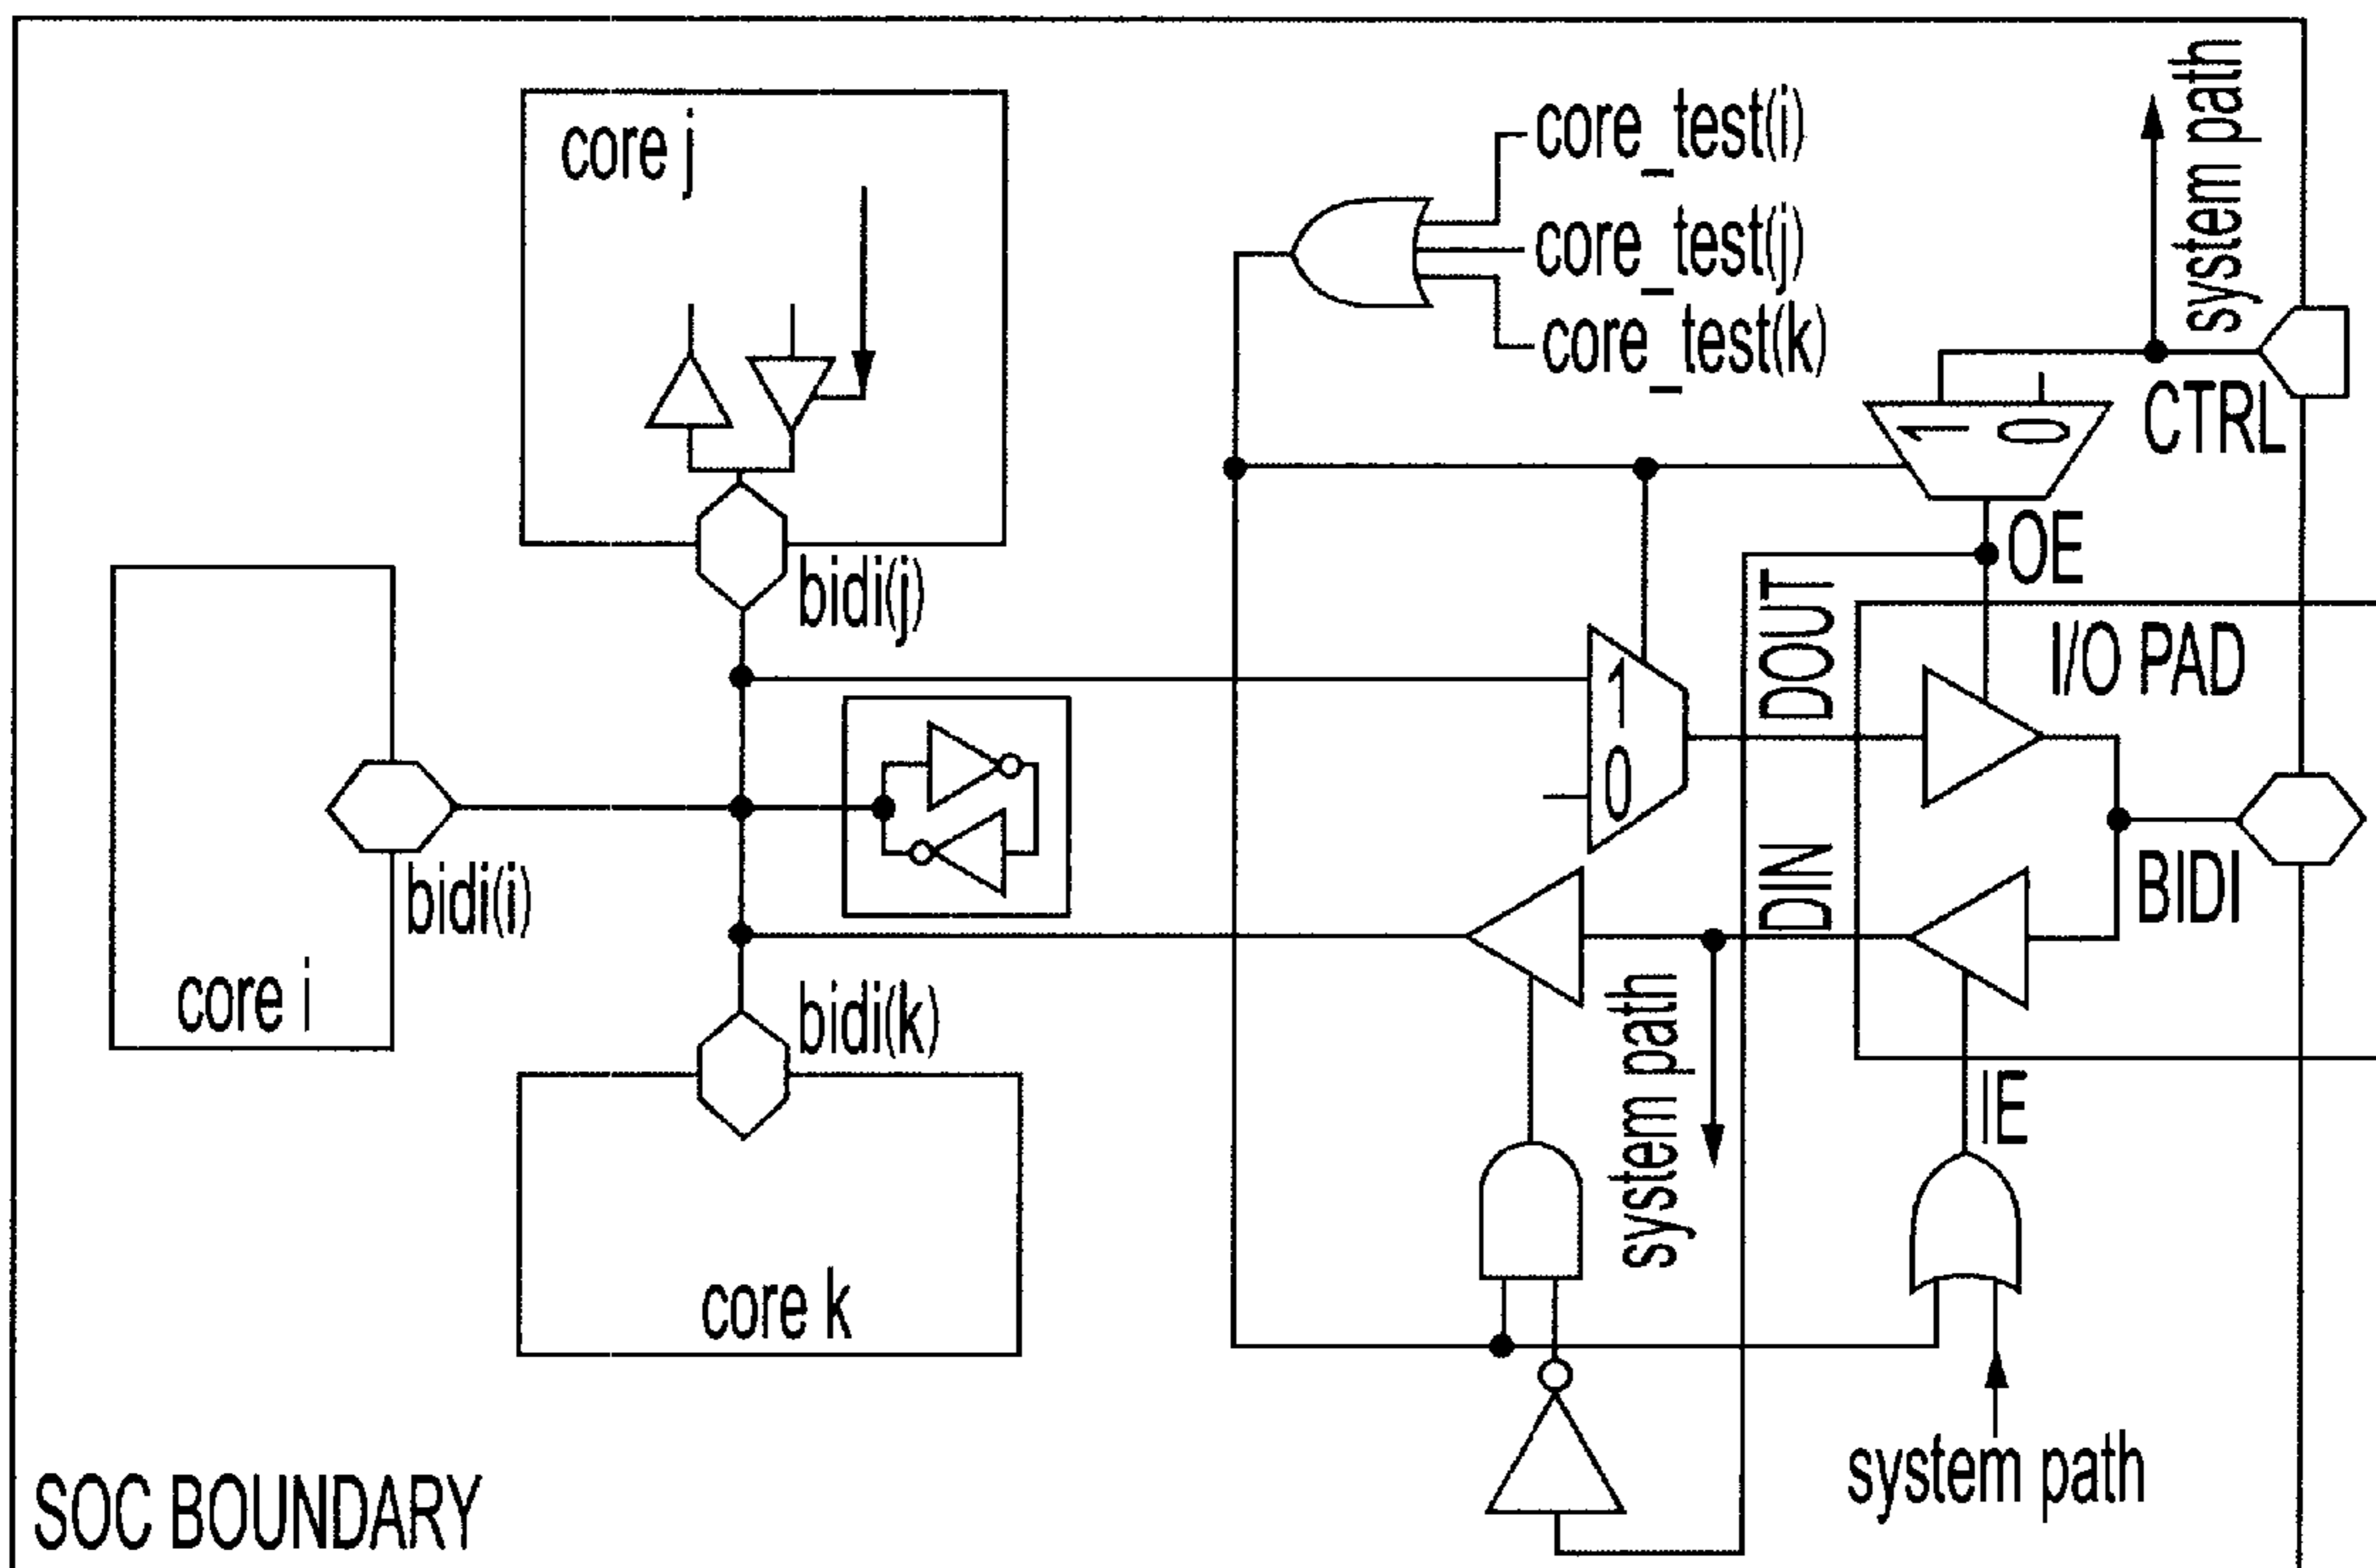 core j
core_test(i)
core_test(j)
core_test(k)
system path
CTRL
1 0
OE
bidi(j)
DOUT
I/O PAD
1
0
bidi(i)
DIN
BIDI
core i
bidi(k)
system path
IE
core k
system path
SOC BOUNDARY